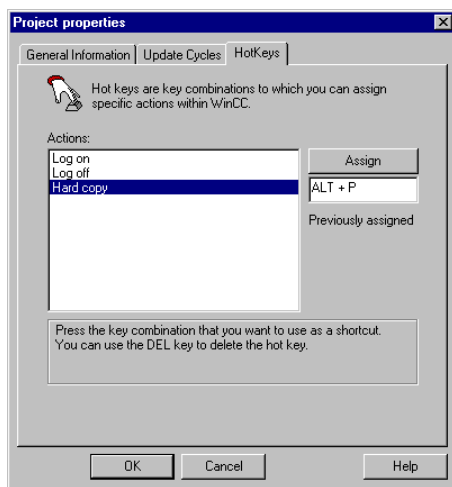 Project properties
General Information
Update Cycles
HotKeys
Hot keys are key combinations to which you can assign
specific actions within WinCC.
Actions:
Log on
Log off
Hard copy
Assign
ALT + P
Previously assigned
Press the key combination that you want to use as a shortcut.
You can use the DEL key to delete the hot key.
OK
Cancel
Help